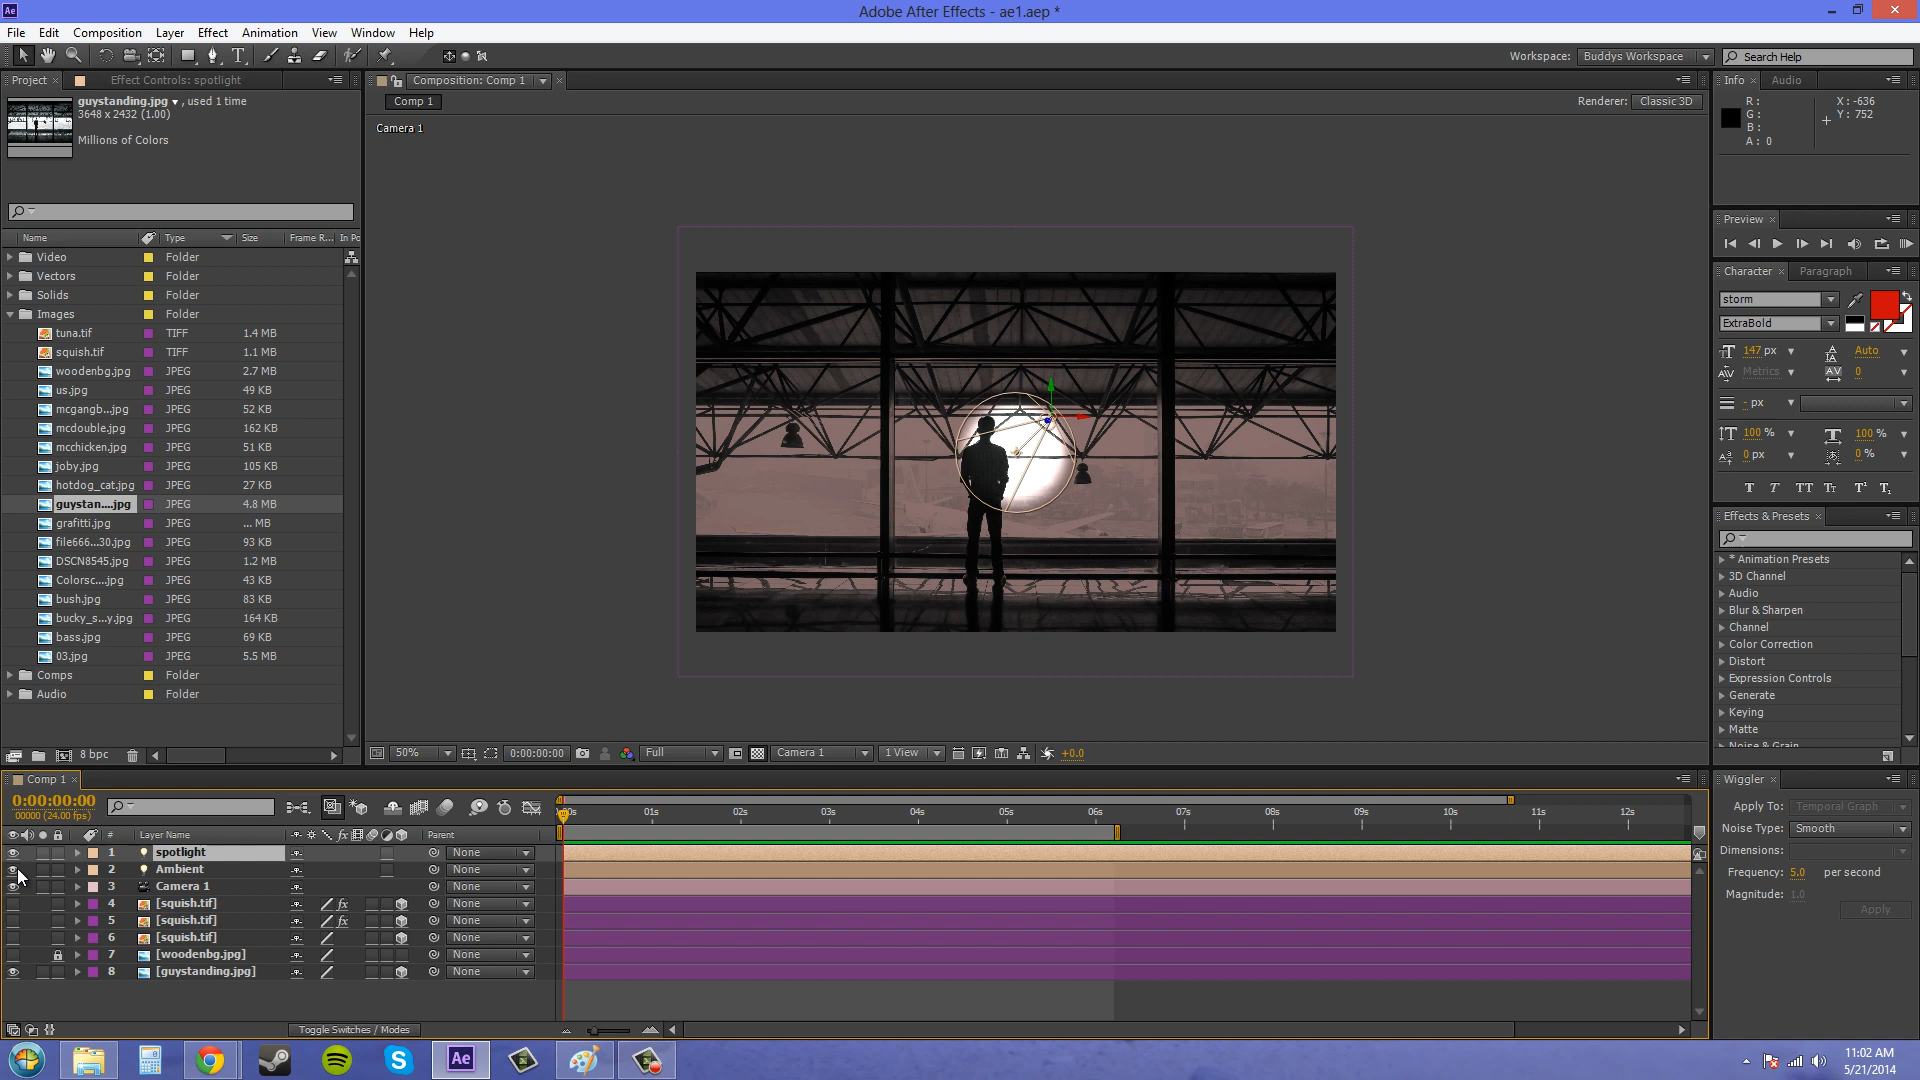 Adobe After Effects - ae1.aep *
File Edit Composition Layer Effect Animation View Window Help
Workspace: Buddys Workspace Search Help
Project Effect Controls: spotlight
guystanding.jpg , used 1 time
3648 x 2432 (1.00)
Millions of Colors
Name Type Size Frame R... In Po
Video Folder
Vectors Folder
Solids Folder
Images Folder
tuna.tif TIFF 1.4 MB
squish.tif TIFF 1.1 MB
woodenbg.jpg JPEG 2.7 MB
us.jpg JPEG 49 KB
mcgangb...jpg JPEG 52 KB
mcdouble.jpg JPEG 162 KB
mcchicken.jpg JPEG 51 KB
joby.jpg JPEG 105 KB
hotdog_cat.jpg JPEG 27 KB
guystan....jpg JPEG 4.8 MB
grafitti.jpg JPEG ... MB
file666...30.jpg JPEG 93 KB
DSCN8545.jpg JPEG 1.2 MB
Colorsc....jpg JPEG 43 KB
bush.jpg JPEG 83 KB
bucky_s...y.jpg JPEG 164 KB
bass.jpg JPEG 69 KB
03.jpg JPEG 5.5 MB
Comps Folder
Audio Folder
8 bpc
Composition: Comp 1
Comp 1 Renderer: Classic 3D
Camera 1
50% 0:00:00:00 Full Camera 1 1 View +0.0
Info Audio
R: X: -636
G: Y: 752
B:
A: 0
Preview
Character Paragraph
storm
ExtraBold
147 px Auto
Metrics 0
- px
100 % 100 %
0 px 0 %
T T TT Tt T¹ T₁
Effects & Presets
* Animation Presets
3D Channel
Audio
Blur & Sharpen
Channel
Color Correction
Distort
Expression Controls
Generate
Keying
Matte
Noise & Grain
Comp 1
0:00:00:00
00000 (24.00 fps)
01s 02s 03s 04s 05s 06s 07s 08s 09s 10s 11s 12s
# Layer Name Parent
1 spotlight None
2 Ambient None
3 Camera 1 None
4 [squish.tif] None
5 [squish.tif] None
6 [squish.tif] None
7 [woodenbg.jpg] None
8 [guystanding.jpg] None
Toggle Switches / Modes
Wiggler
Apply To: Temporal Graph
Noise Type: Smooth
Dimensions:
Frequency: 5.0 per second
Magnitude: 1.0
Apply
11:02 AM
5/21/2014